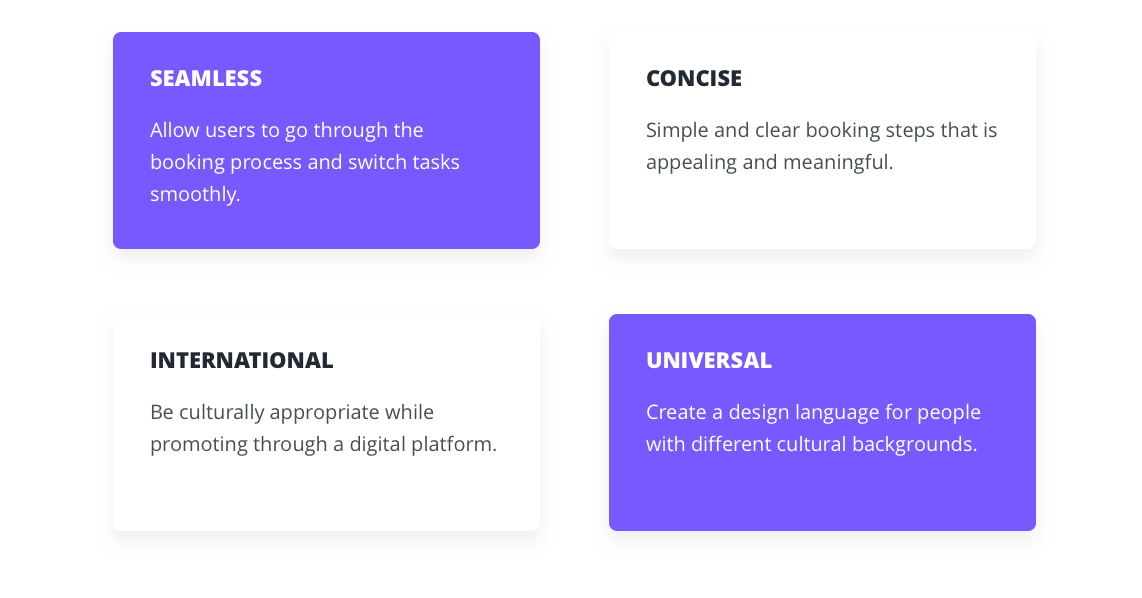 SEAMLESS
Allow users to go through the
booking process and switch tasks
smoothly.
CONCISE
Simple and clear booking steps that is
appealing and meaningful.
INTERNATIONAL
Be culturally appropriate while
promoting through a digital platform.
UNIVERSAL
Create a design language for people
with different cultural backgrounds.